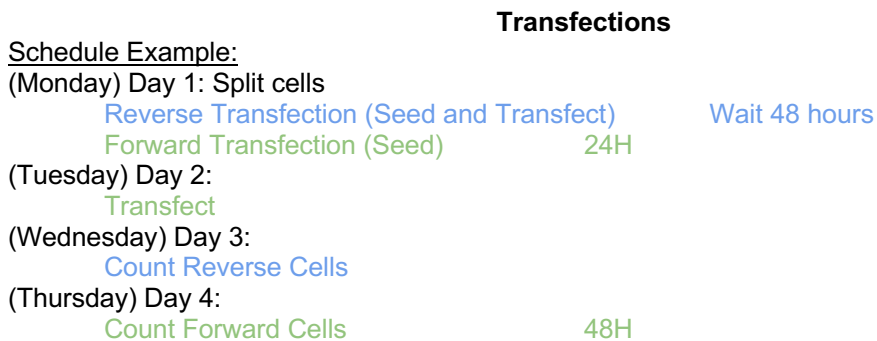 Transfections
Schedule Example:
(Monday) Day 1: Split cells
Reverse Transfection (Seed and Transfect) Wait 48 hours
Forward Transfection (Seed) 24H
(Tuesday) Day 2:
Transfect
(Wednesday) Day 3:
Count Reverse Cells
(Thursday) Day 4:
Count Forward Cells 48H